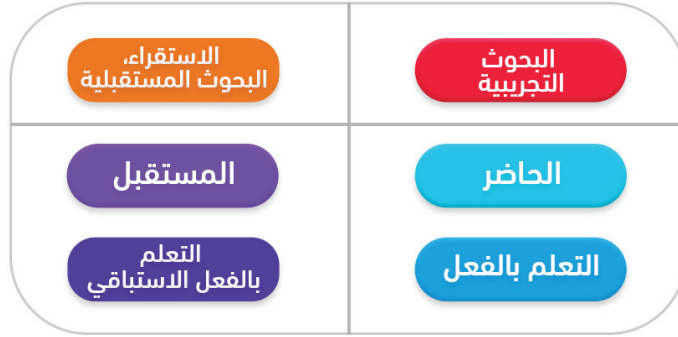 البحوث
التجريبية
الاستقراء،
البحوث المستقبلية
الحاضر
المستقبل
التعلم بالفعل
التعلم
بالفعل الاستباقي